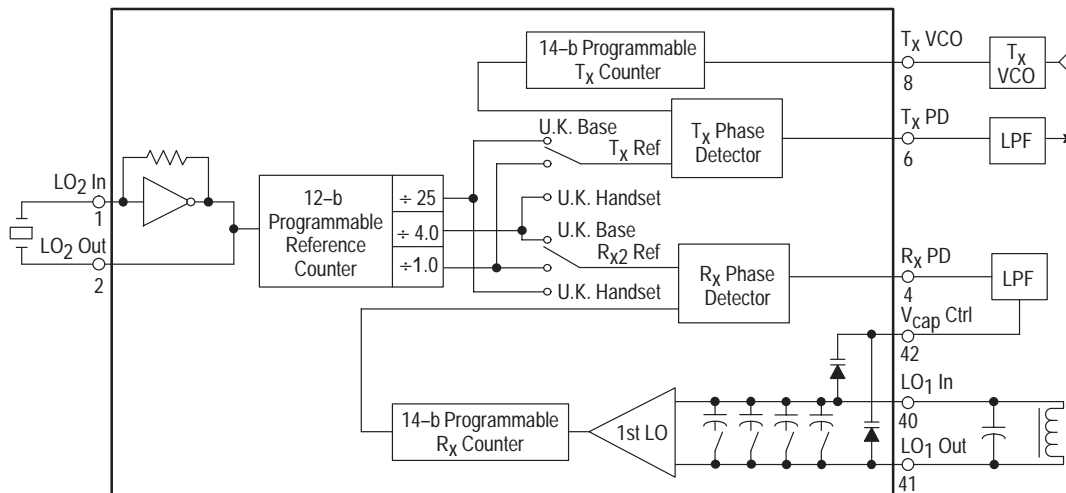 14–b Programmable
Tx Counter
Tx VCO
8
Tx
VCO
U.K. Base
Tx Ref
Tx Phase
Detector
Tx PD
6
LPF
LO2 In
1
LO2 Out
2
12–b
Programmable
Reference
Counter
÷ 25
÷ 4.0
÷1.0
U.K. Handset
U.K. Base
Rx2 Ref
U.K. Handset
Rx Phase
Detector
Rx PD
4
LPF
Vcap Ctrl
42
14–b Programmable
Rx Counter
1st LO
LO1 In
40
LO1 Out
41